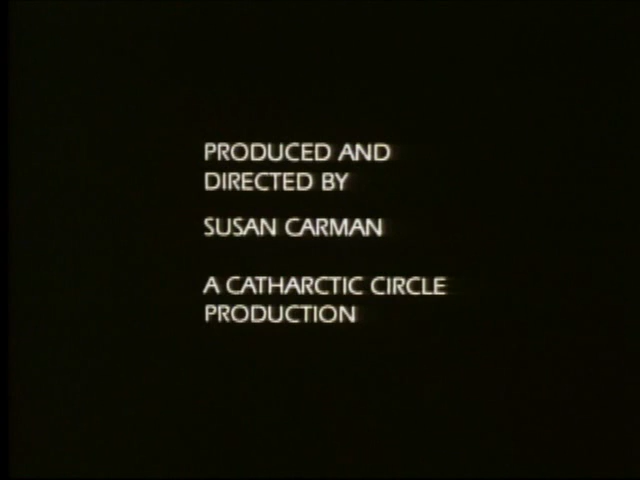 PRODUCED AND
DIRECTED BY
SUSAN CARMAN
A CATHARCTIC CIRCLE
PRODUCTION